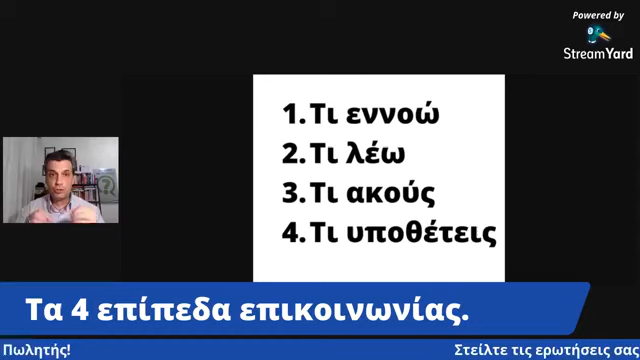 Powered by
StreamYard
1. Τι εννοώ
2. Τι λέω
3. Τι ακούς
4. Τι υποθέτεις
Τα 4 επίπεδα επικοινωνίας.
Πωλητής!
Στείλτε τις ερωτήσεις σας